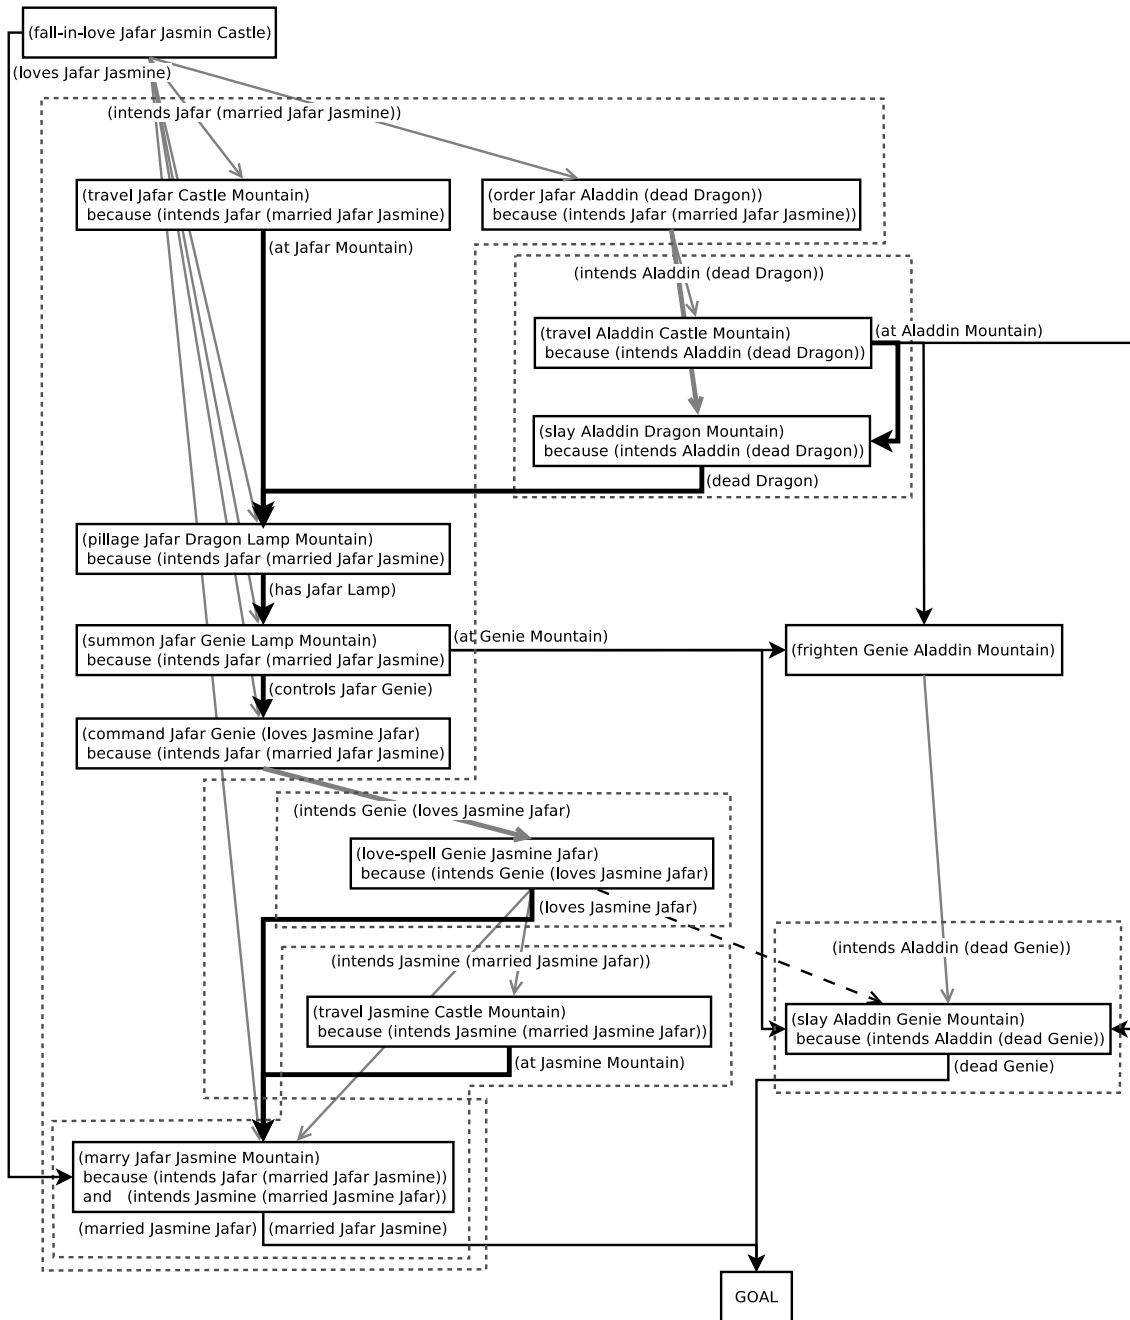 (fall-in-love Jafar Jasmin Castle)
(loves Jafar Jasmine)
(intends Jafar (married Jafar Jasmine))
(travel Jafar Castle Mountain)
because (intends Jafar (married Jafar Jasmine)
(order Jafar Aladdin (dead Dragon))
because (intends Jafar (married Jafar Jasmine))
(at Jafar Mountain)
(intends Aladdin (dead Dragon))
(travel Aladdin Castle Mountain)
because (intends Aladdin (dead Dragon))
(at Aladdin Mountain)
(slay Aladdin Dragon Mountain)
because (intends Aladdin (dead Dragon))
(dead Dragon)
(pillage Jafar Dragon Lamp Mountain)
because (intends Jafar (married Jafar Jasmine)
(has Jafar Lamp)
(summon Jafar Genie Lamp Mountain)
because (intends Jafar (married Jafar Jasmine)
(at Genie Mountain)
(frighten Genie Aladdin Mountain)
(controls Jafar Genie)
(command Jafar Genie (loves Jasmine Jafar)
because (intends Jafar (married Jafar Jasmine)
(intends Genie (loves Jasmine Jafar)
(love-spell Genie Jasmine Jafar)
because (intends Genie (loves Jasmine Jafar)
(loves Jasmine Jafar)
(intends Jasmine (married Jasmine Jafar))
(intends Aladdin (dead Genie))
(travel Jasmine Castle Mountain)
because (intends Jasmine (married Jasmine Jafar))
(slay Aladdin Genie Mountain)
because (intends Aladdin (dead Genie))
(at Jasmine Mountain)
(dead Genie)
(marry Jafar Jasmine Mountain)
because (intends Jafar (married Jafar Jasmine))
and (intends Jasmine (married Jasmine Jafar))
(married Jasmine Jafar)
(married Jafar Jasmine)
GOAL